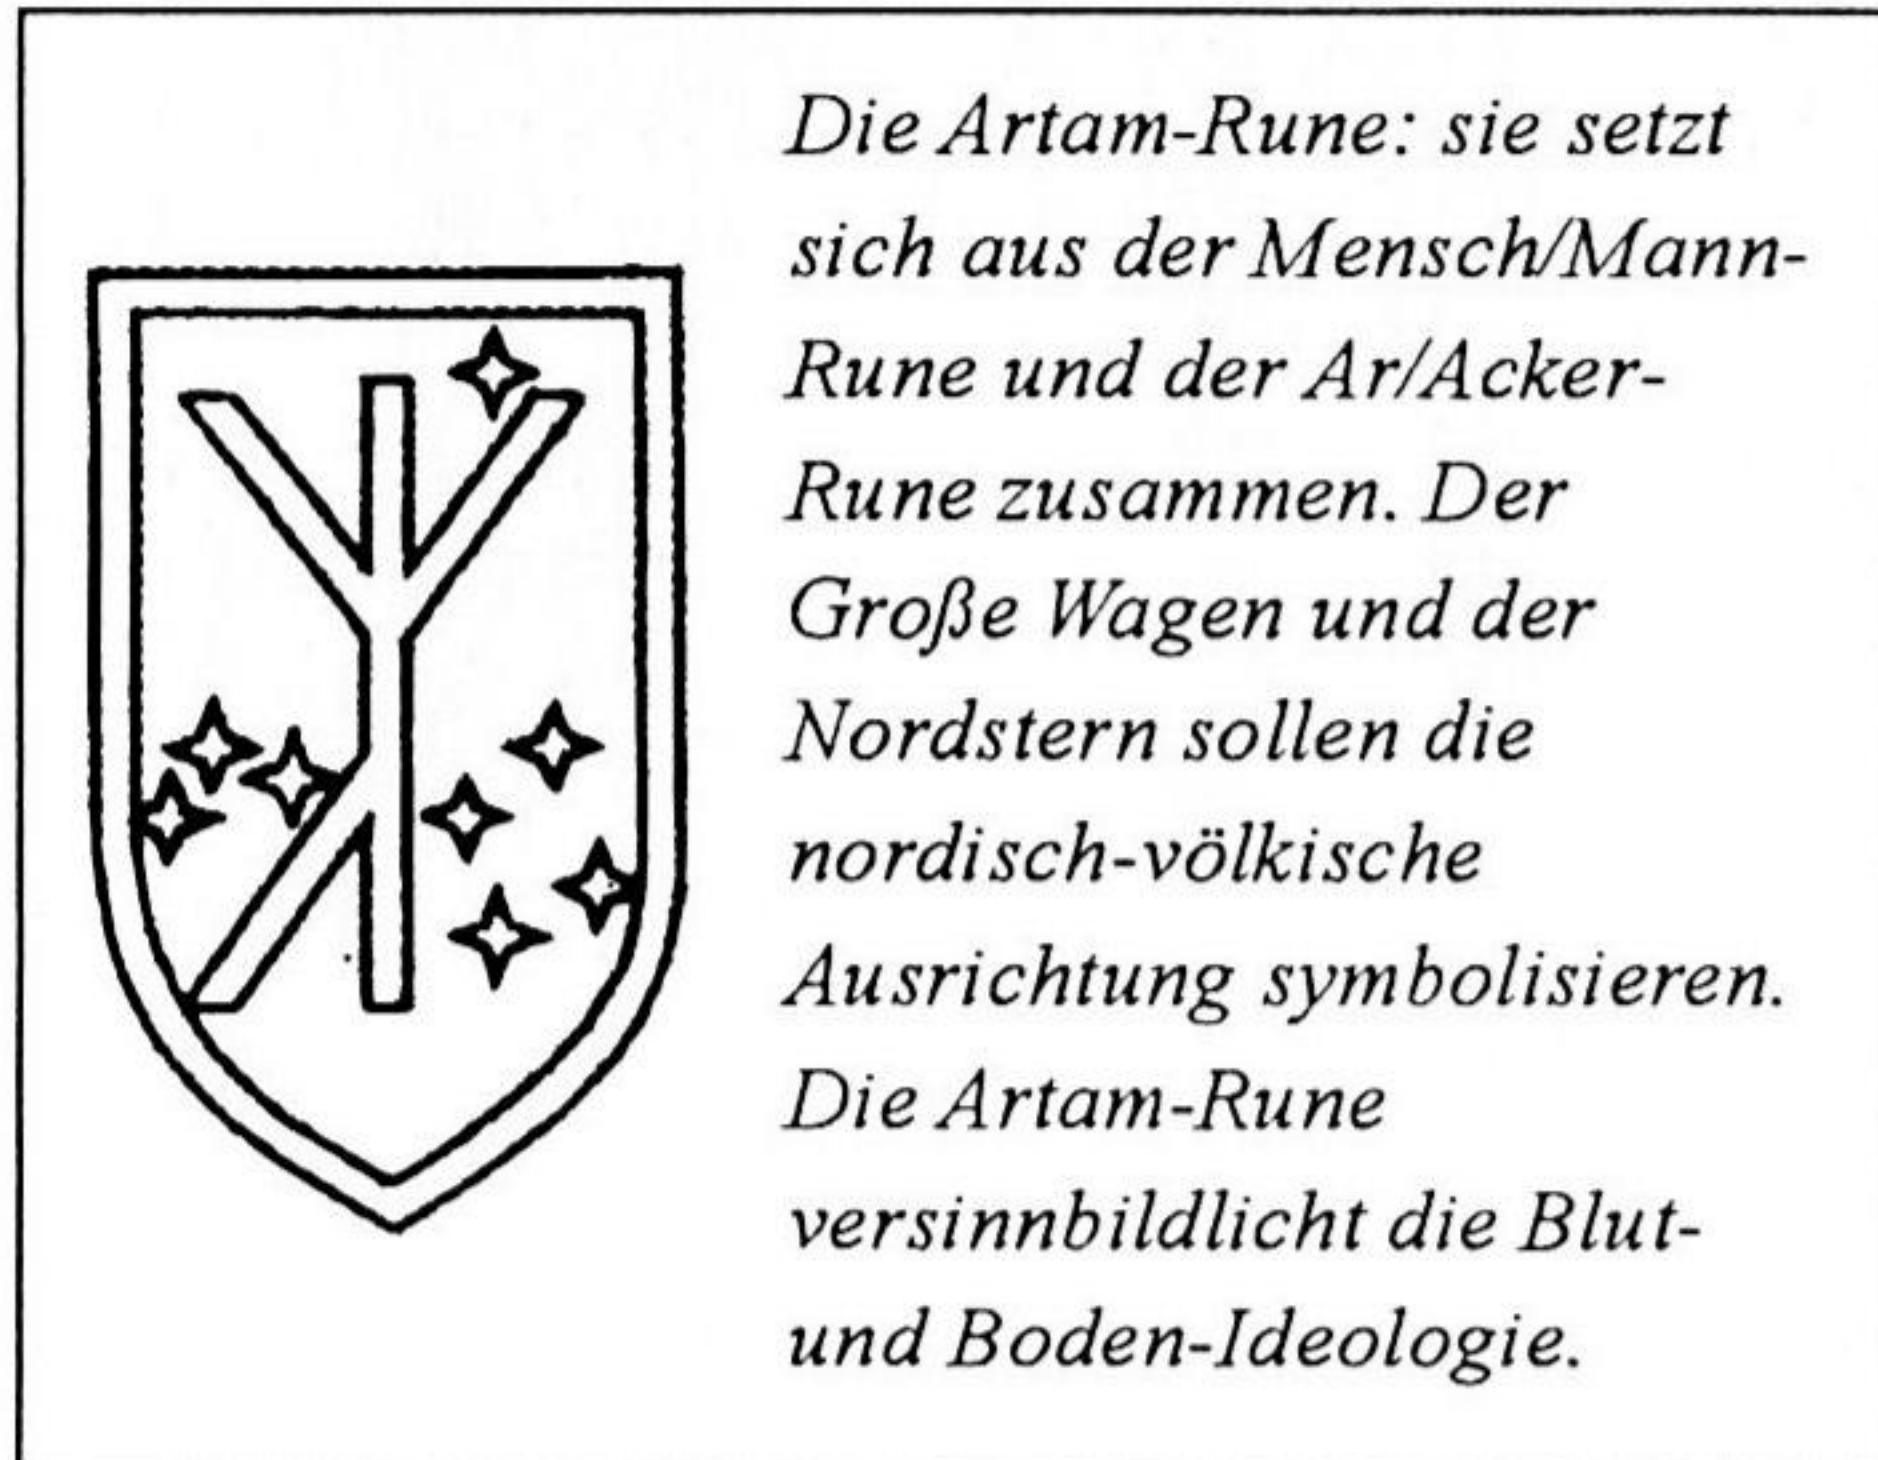 Die Artam-Rune: sie setzt
sich aus der Mensch/Mann-
Rune und der Ar/Acker-
Rune zusammen. Der
Große Wagen und der
Nordstern sollen die
nordisch-völkische
Ausrichtung symbolisieren.
Die Artam-Rune
versinnbildlicht die Blut-
und Boden-Ideologie.